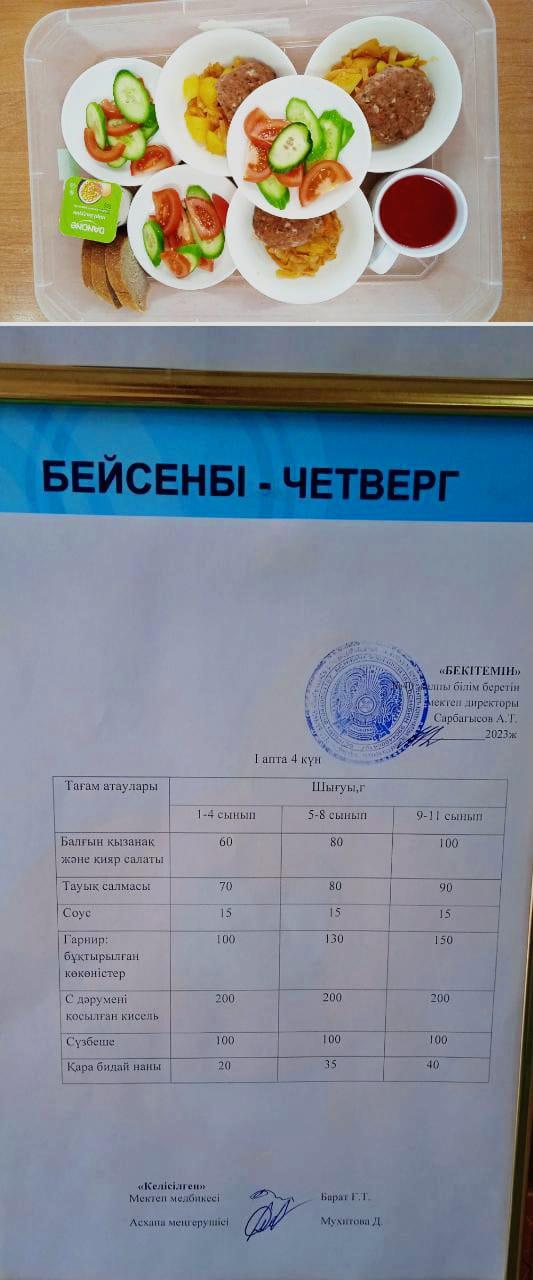 DANONE
БЕЙСЕНБІ - ЧЕТВЕРГ
«БЕКІТЕМІН»
жалпы білім беретін
мектеп директоры
Сарбагысов А.Т.
2023ж
I апта 4 күн
Тағам атаулары Шығуы,г
1-4 сынып 5-8 сынып 9-11 сынып
Балғын қызанақ
және қияр салаты 60 80 100
Тауық салмасы 70 80 90
Соус 15 15 15
Гарнир: 100 130 150
бұқтырылған
көкөністер
С дәрумені 200 200 200
қосылған кисель
Сүзбеше 100 100 100
Қара бидай наны 20 35 40
«Келісілген»
Мектеп медбикесі Барат Г.Т.
Асхана меңгерушісі Мухитова Д.